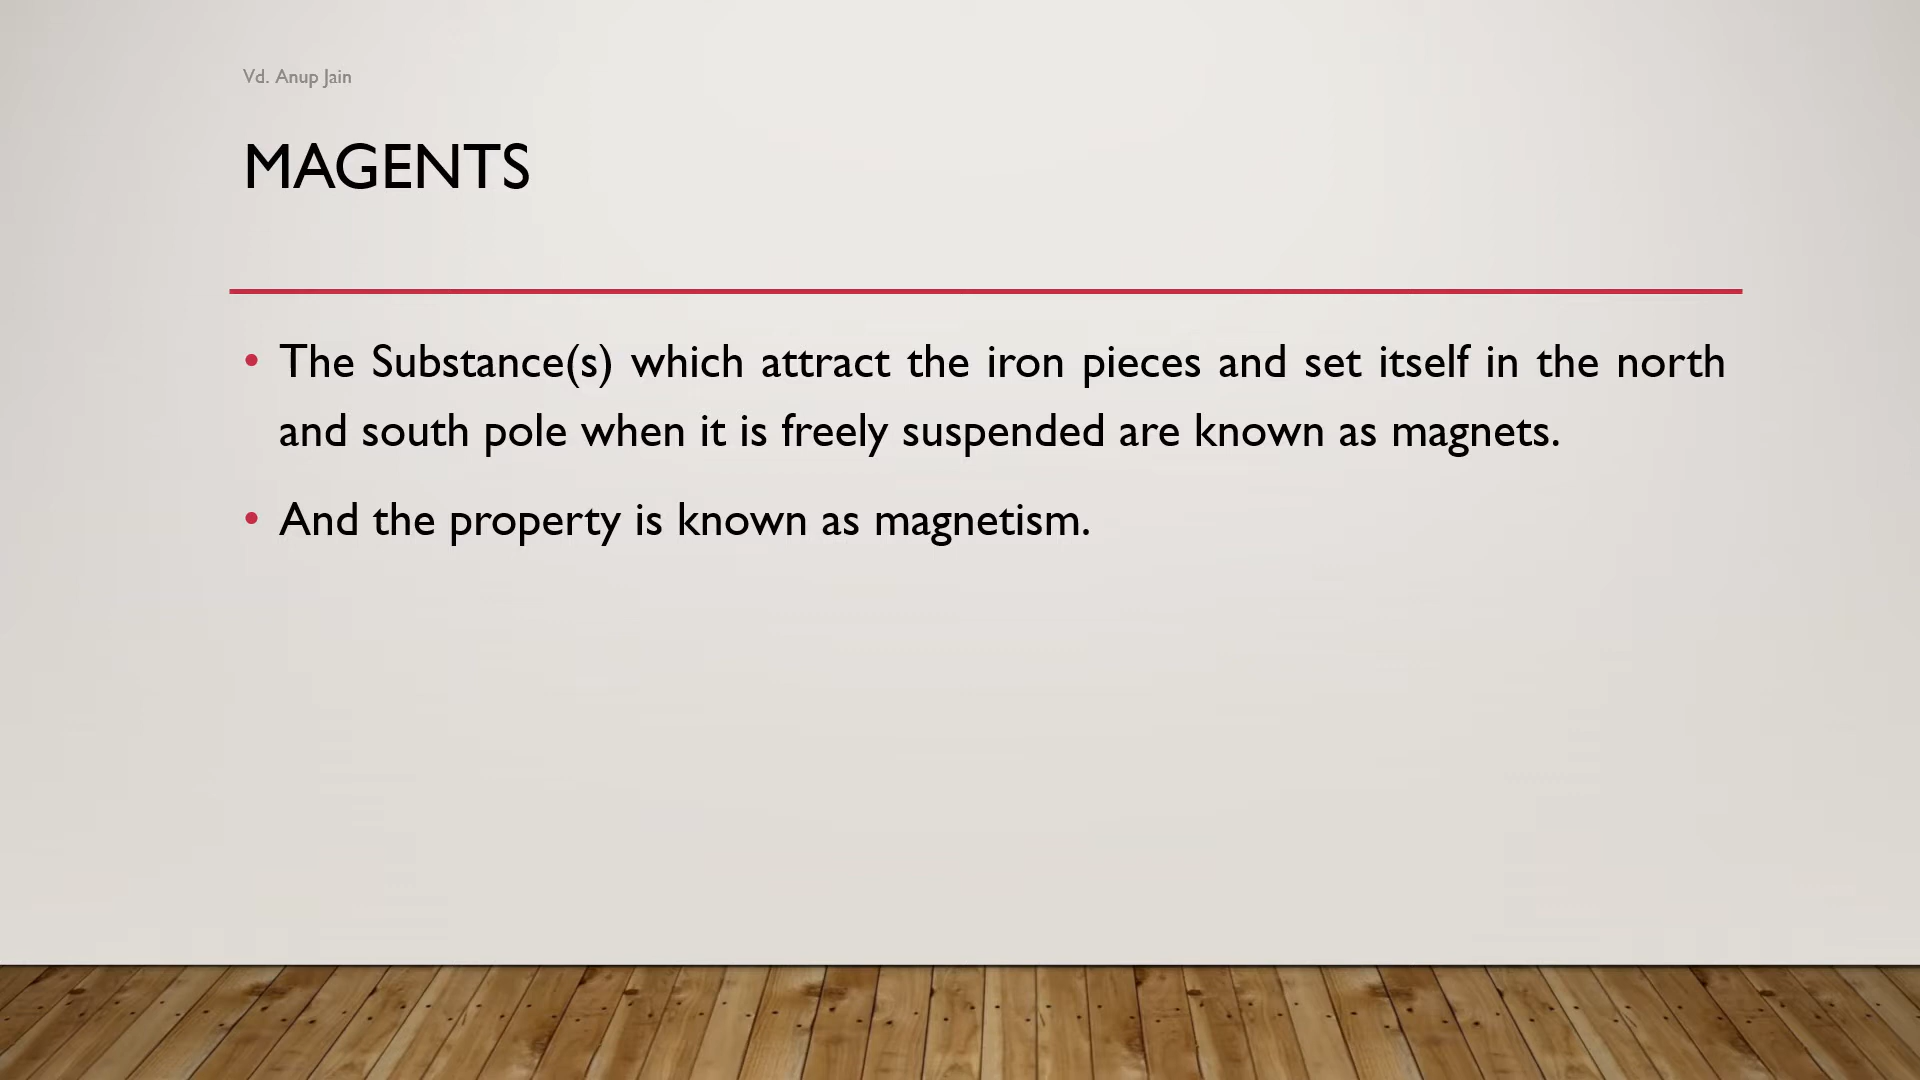 Vd. Anup Jain
MAGENTS
• The Substance(s) which attract the iron pieces and set itself in the north
and south pole when it is freely suspended are known as magnets.
• And the property is known as magnetism.